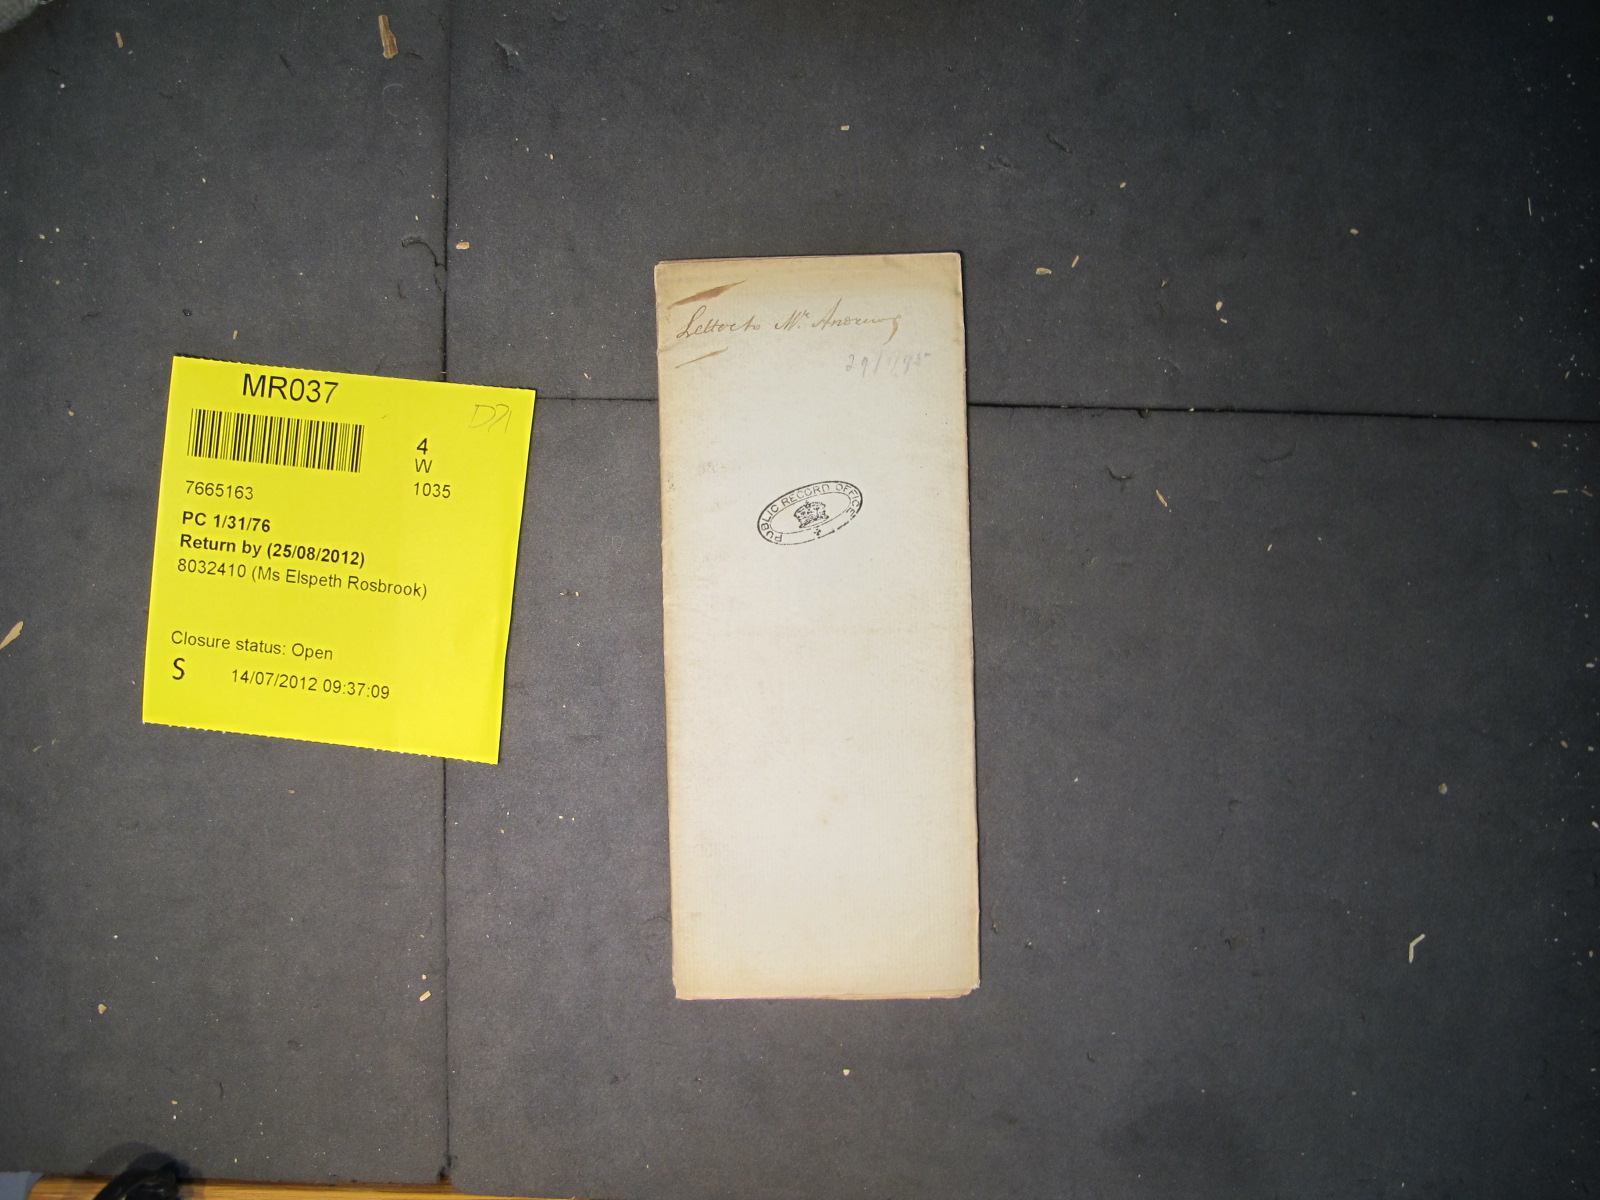 MR037
4
W
1035
7665163
PC 1/31/76
Return by (25/08/2012)
8032410 (Ms Elspeth Rosbrook)
Closure status: Open
S 14/07/2012 09:37:09
Letter to Mr. Andrews
PUBLIC RECORD OFFICE